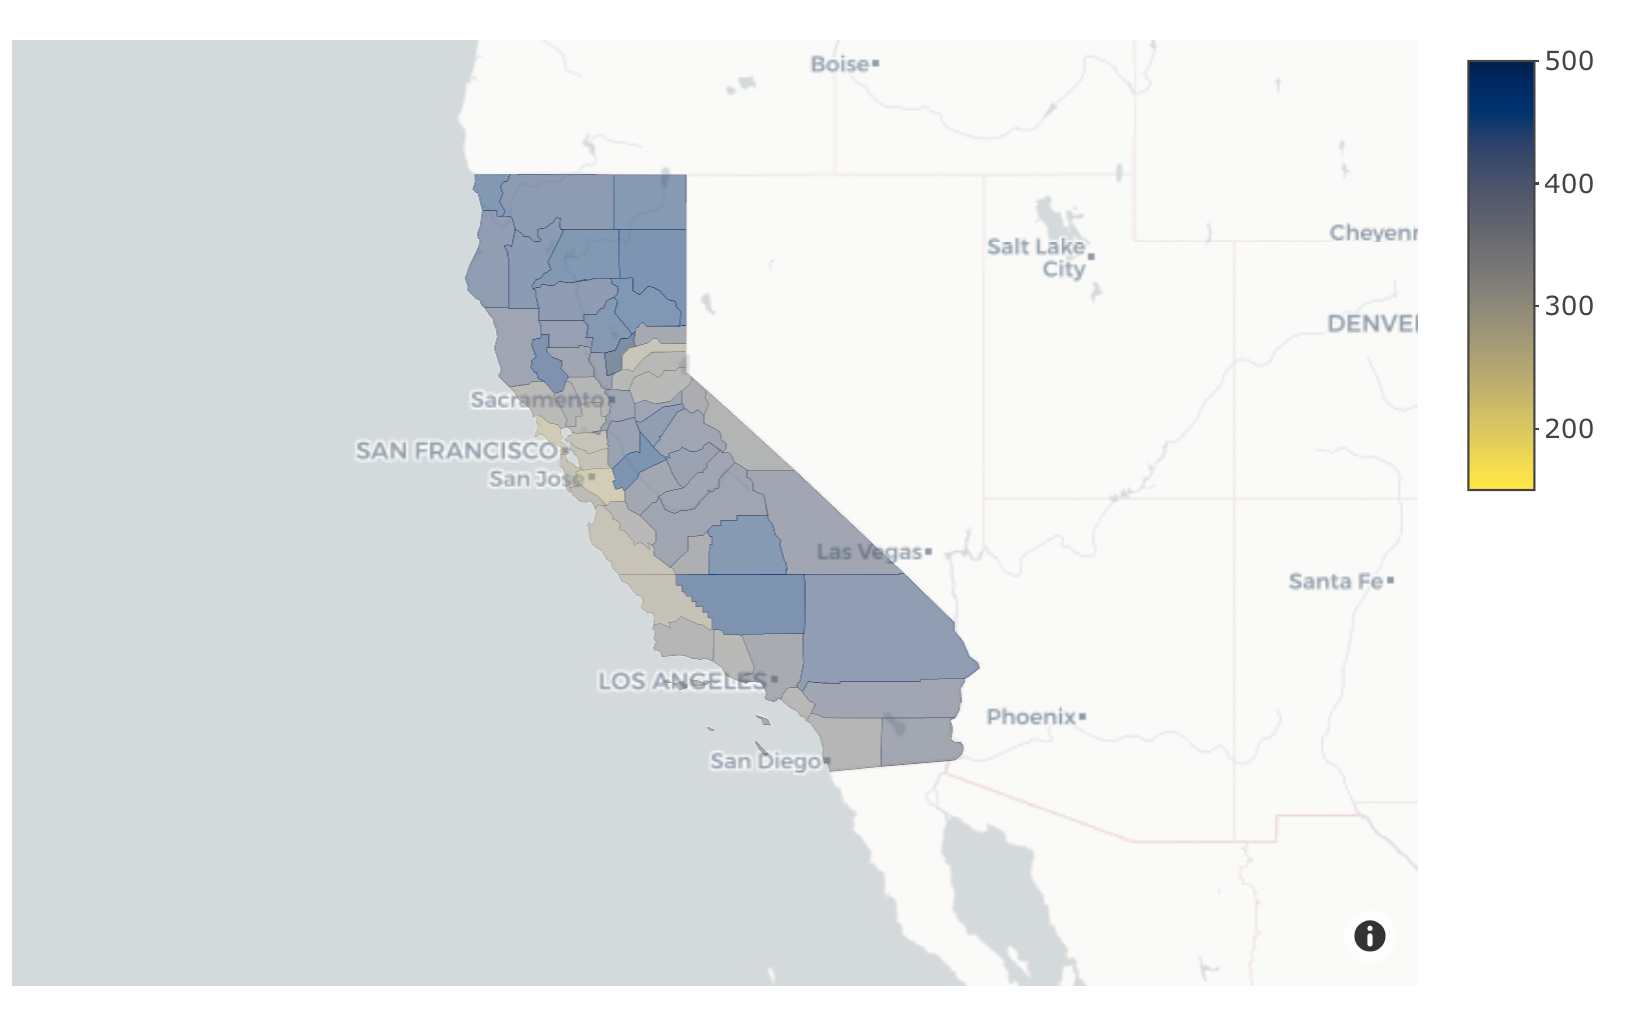 Boise
Salt Lake
City
Cheyenn
DENVE
Sacramento
SAN FRANCISCO
San Jose
Las Vegas
Santa Fe
LOS ANGELES
Phoenix
San Diego
500
400
300
200